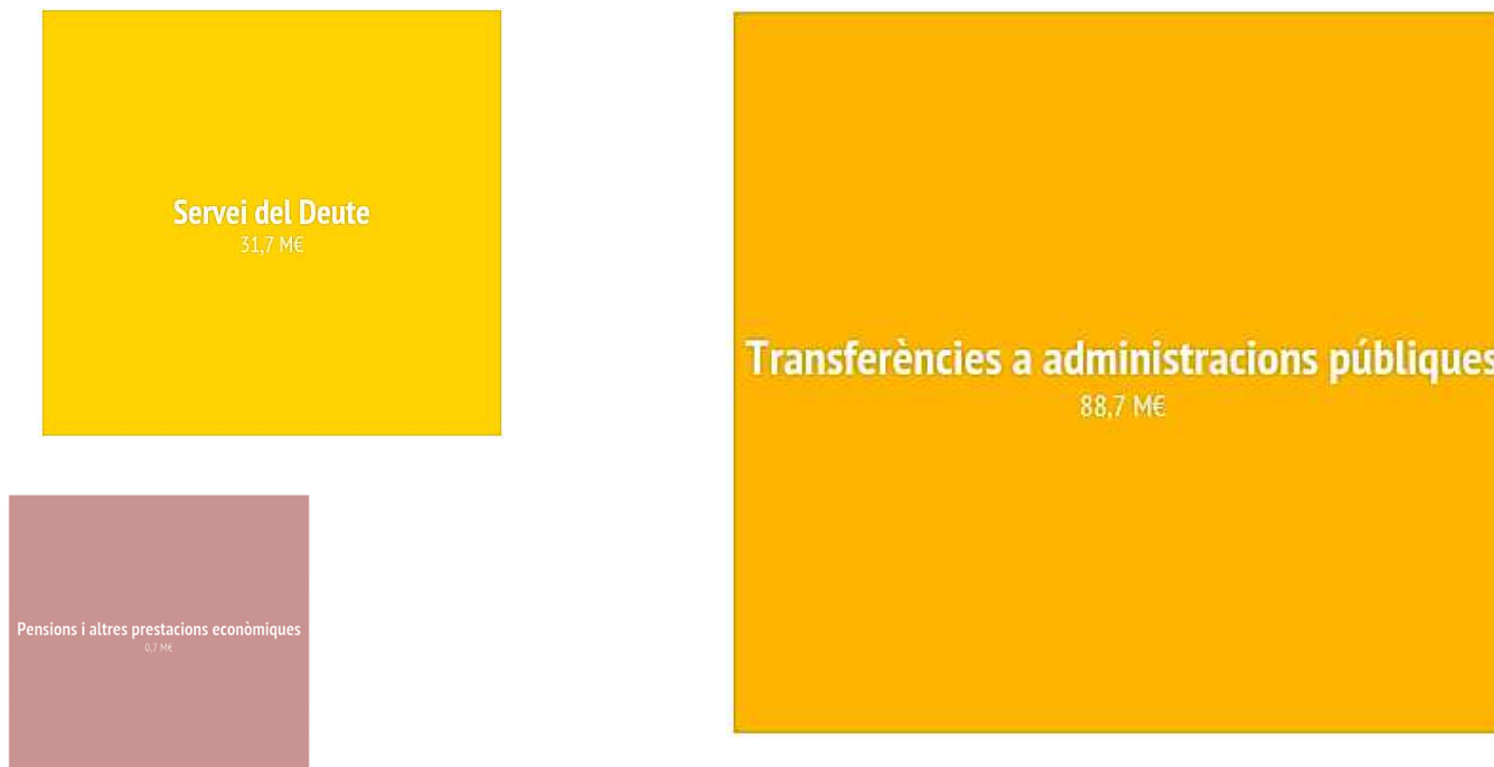 Servei del Deute
31,7 M€
Transferències a administracions públiques
88,7 M€
Pensions i altres prestacions econòmiques
0,7 M€